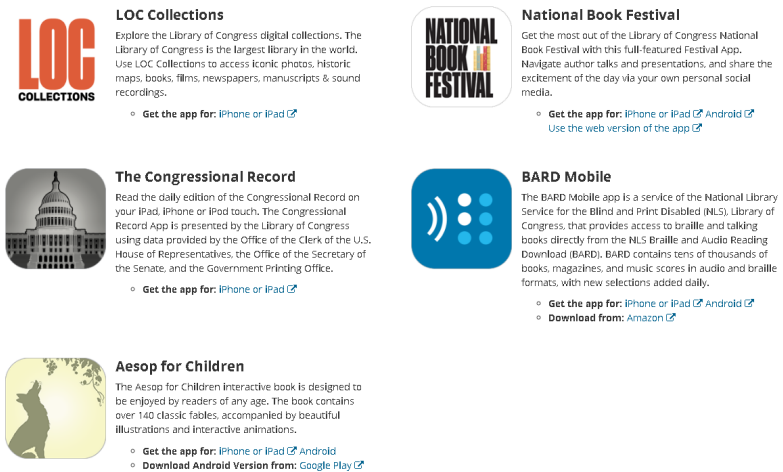 LOC
COLLECTIONS
LOC Collections
Explore the Library of Congress digital collections. The
Library of Congress is the largest library in the world.
Use LOC Collections to access iconic photos, historic
maps, books, films, newspapers, manuscripts & sound
recordings.
Get the app for: iPhone or iPad
NATIONAL
BOOK
FESTIVAL
National Book Festival
Get the most out of the Library of Congress National
Book Festival with this full-featured Festival App.
Navigate author talks and presentations, and share the
excitement of the day via your own personal social
media.
Get the app for: iPhone or iPad Android
Use the web version of the app
The Congressional Record
Read the daily edition of the Congressional Record on
your iPad, iPhone or iPod touch. The Congressional
Record App is presented by the Library of Congress
using data provided by the Office of the Clerk of the U.S.
House of Representatives, the Office of the Secretary of
the Senate, and the Government Printing Office.
Get the app for: iPhone or iPad
BARD Mobile
The BARD Mobile app is a service of the National Library
Service for the Blind and Print Disabled (NLS), Library of
Congress, that provides access to braille and talking
books directly from the NLS Braille and Audio Reading
Download (BARD). BARD contains tens of thousands of
books, magazines, and music scores in audio and braille
formats, with new selections added daily.
Get the app for: iPhone or iPad Android
Download from: Amazon
Aesop for Children
The Aesop for Children interactive book is designed to
be enjoyed by readers of any age. The book contains
over 140 classic fables, accompanied by beautiful
illustrations and interactive animations.
Get the app for: iPhone or iPad Android
Download Android Version from: Google Play